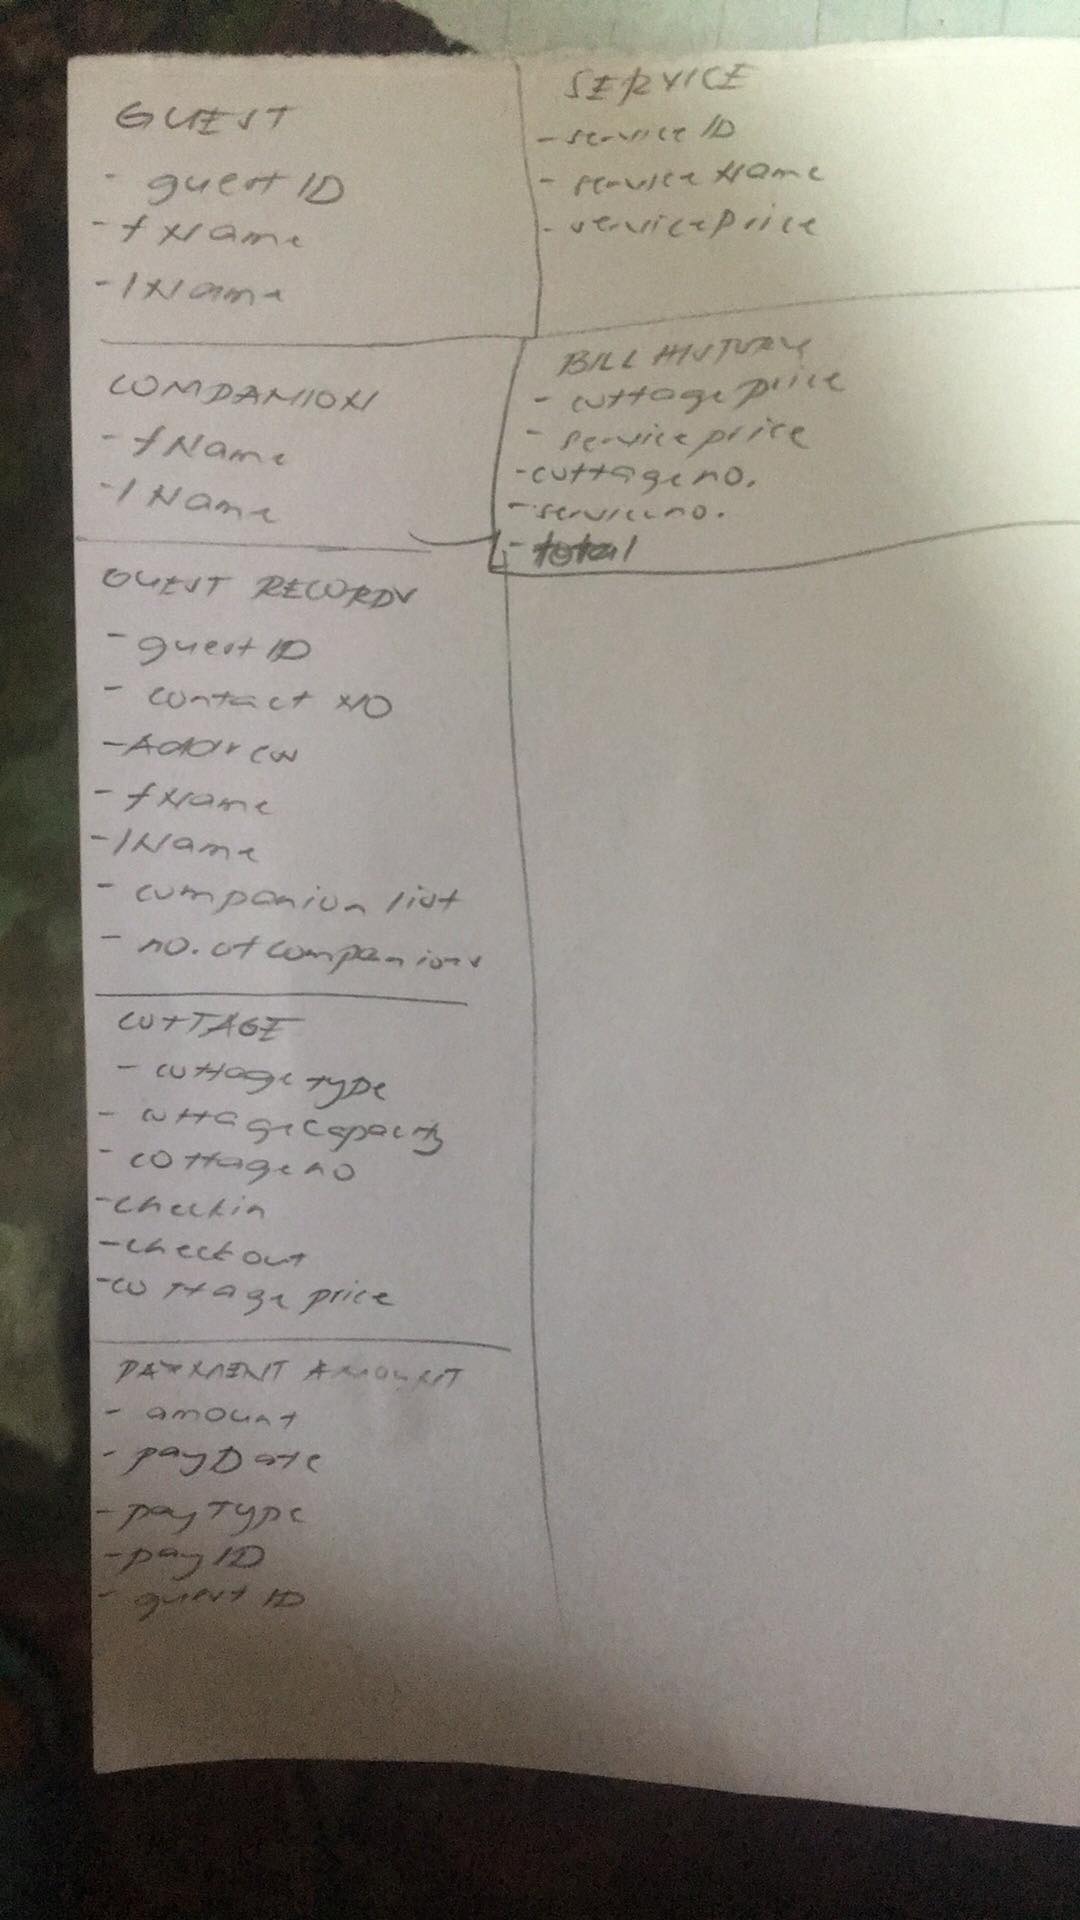 GUEST
- guest ID
- fName
- lName
COMPANION
- fName
- lName
GUEST RECORDS
- guest ID
- contact NO
- Address
- fName
- lName
- companion list
- no. of companions
COTTAGE
- cottage type
- cottage capacity
- cottage no
- checkin
- checkout
- cottage price
PAYMENT AMOUNT
- amount
- payDate
- payType
- pay ID
- guest ID
SERVICE
- service ID
- service Name
- servicePrice
BILL HISTORY
- cottage price
- service price
- cottage no.
- service no.
- total